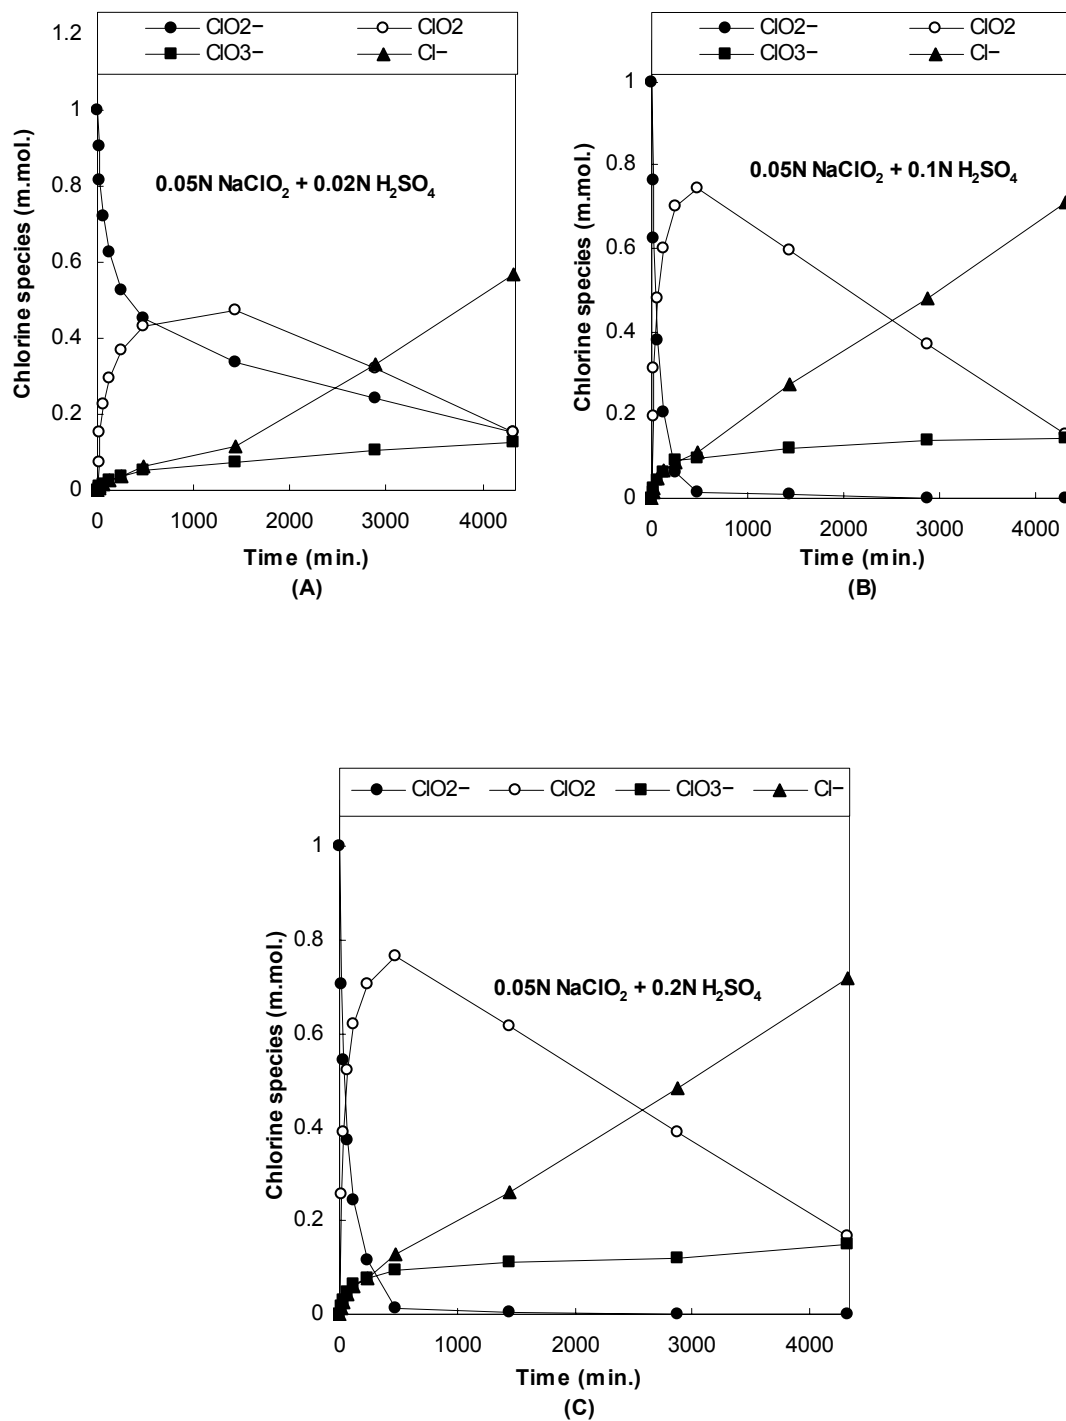 ClO2− ClO2
ClO3− Cl−
1.2
1
0.8
0.6
0.4
0.2
0
Chlorine species (m.mol.)
0.05N NaClO₂ + 0.02N H₂SO₄
0 1000 2000 3000 4000
Time (min.)
(A)
ClO2− ClO2
ClO3− Cl−
1
0.8
0.6
0.4
0.2
0
Chlorine species (m.mol.)
0.05N NaClO₂ + 0.1N H₂SO₄
0 1000 2000 3000 4000
Time (min.)
(B)
ClO2− ClO2 ClO3− Cl−
1
0.8
0.6
0.4
0.2
0
Chlorine species (m.mol.)
0.05N NaClO₂ + 0.2N H₂SO₄
0 1000 2000 3000 4000
Time (min.)
(C)